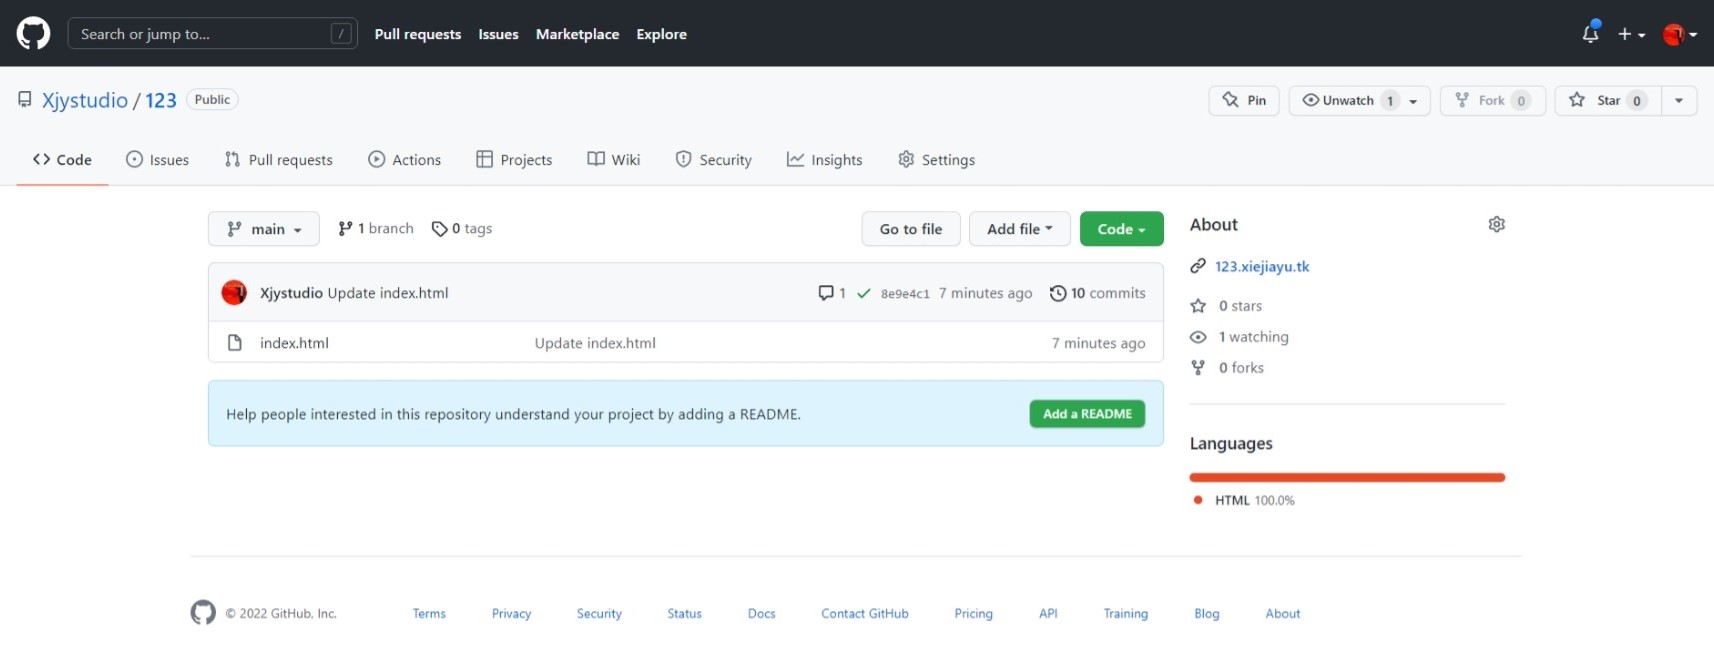 Search or jump to... / Pull requests Issues Marketplace Explore
Xjystudio / 123 Public Pin Unwatch 1 Fork 0 Star 0
Code Issues Pull requests Actions Projects Wiki Security Insights Settings
main 1 branch 0 tags Go to file Add file Code
Xjystudio Update index.html 1 8e9e4c1 7 minutes ago 10 commits
index.html Update index.html 7 minutes ago
Help people interested in this repository understand your project by adding a README. Add a README
About
123.xiejiayu.tk
0 stars
1 watching
0 forks
Languages
HTML 100.0%
© 2022 GitHub, Inc. Terms Privacy Security Status Docs Contact GitHub Pricing API Training Blog About